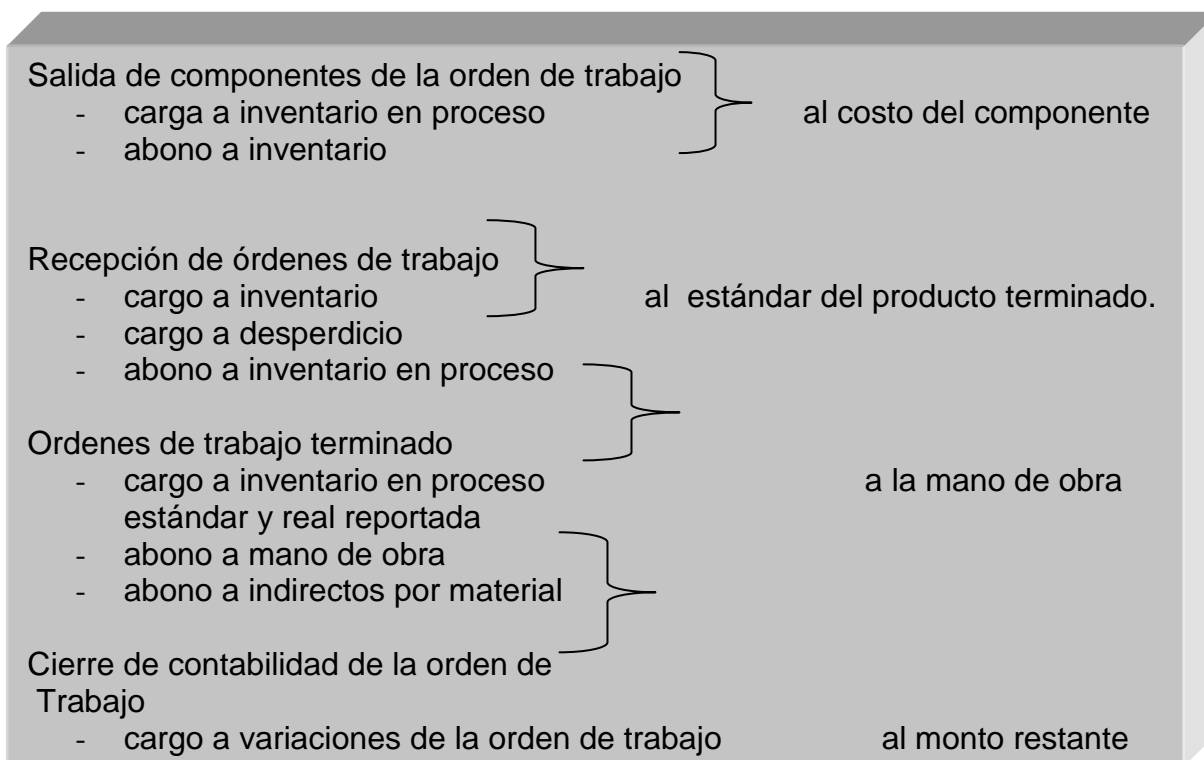 Salida de componentes de la orden de trabajo
- carga a inventario en proceso al costo del componente
- abono a inventario
Recepción de órdenes de trabajo
- cargo a inventario al estándar del producto terminado.
- cargo a desperdicio
- abono a inventario en proceso
Ordenes de trabajo terminado
- cargo a inventario en proceso a la mano de obra
estándar y real reportada
- abono a mano de obra
- abono a indirectos por material
Cierre de contabilidad de la orden de
Trabajo
- cargo a variaciones de la orden de trabajo al monto restante